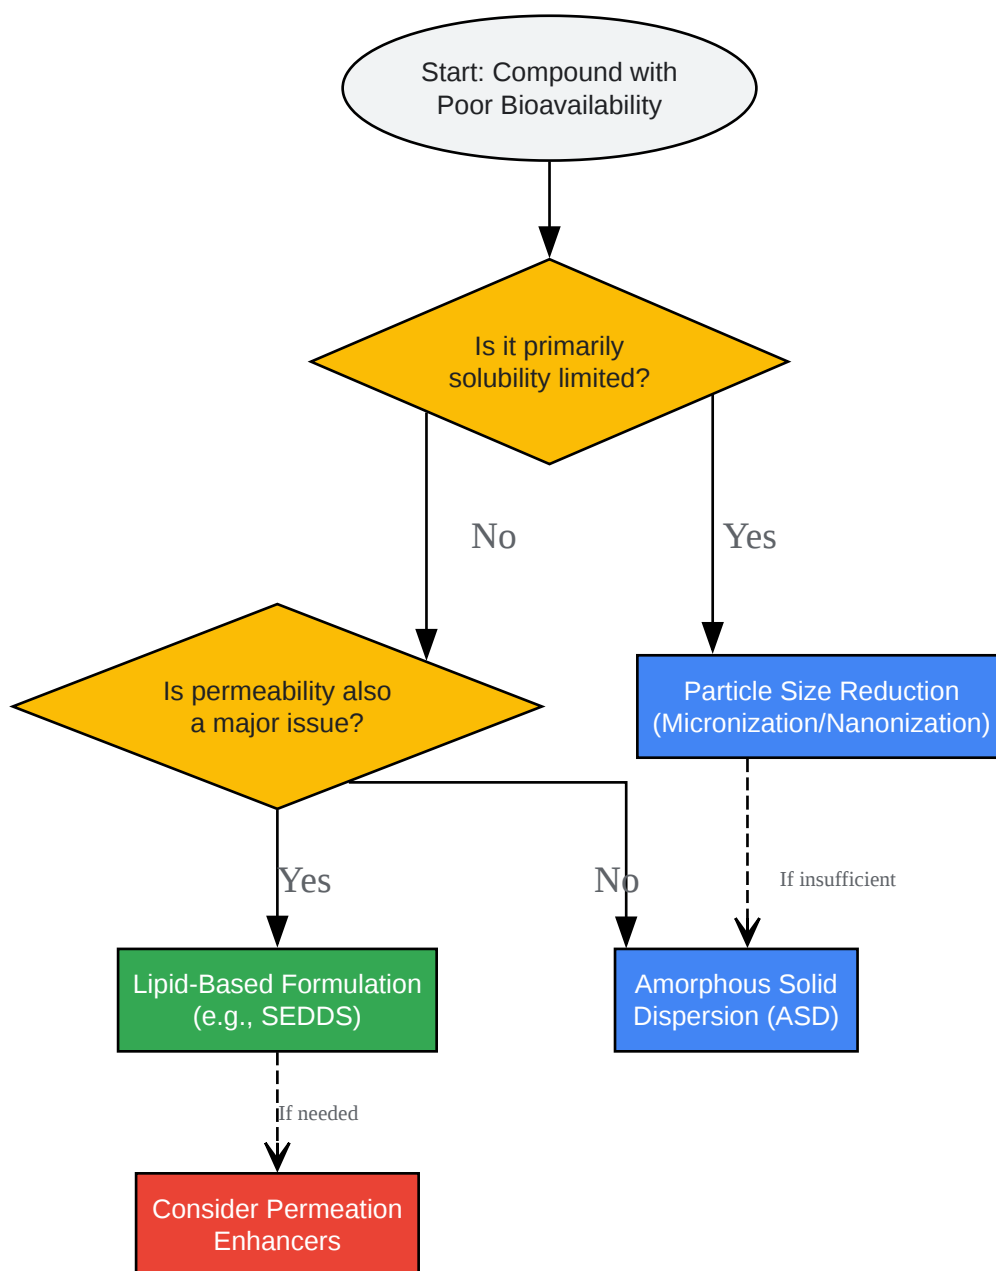 Start: Compound with
Poor Bioavailability
Is it primarily
solubility limited?
No
Yes
Is permeability also
a major issue?
Particle Size Reduction
(Micronization/Nanonization)
Yes
No
If insufficient
Lipid-Based Formulation
(e.g., SEDDS)
Amorphous Solid
Dispersion (ASD)
If needed
Consider Permeation
Enhancers